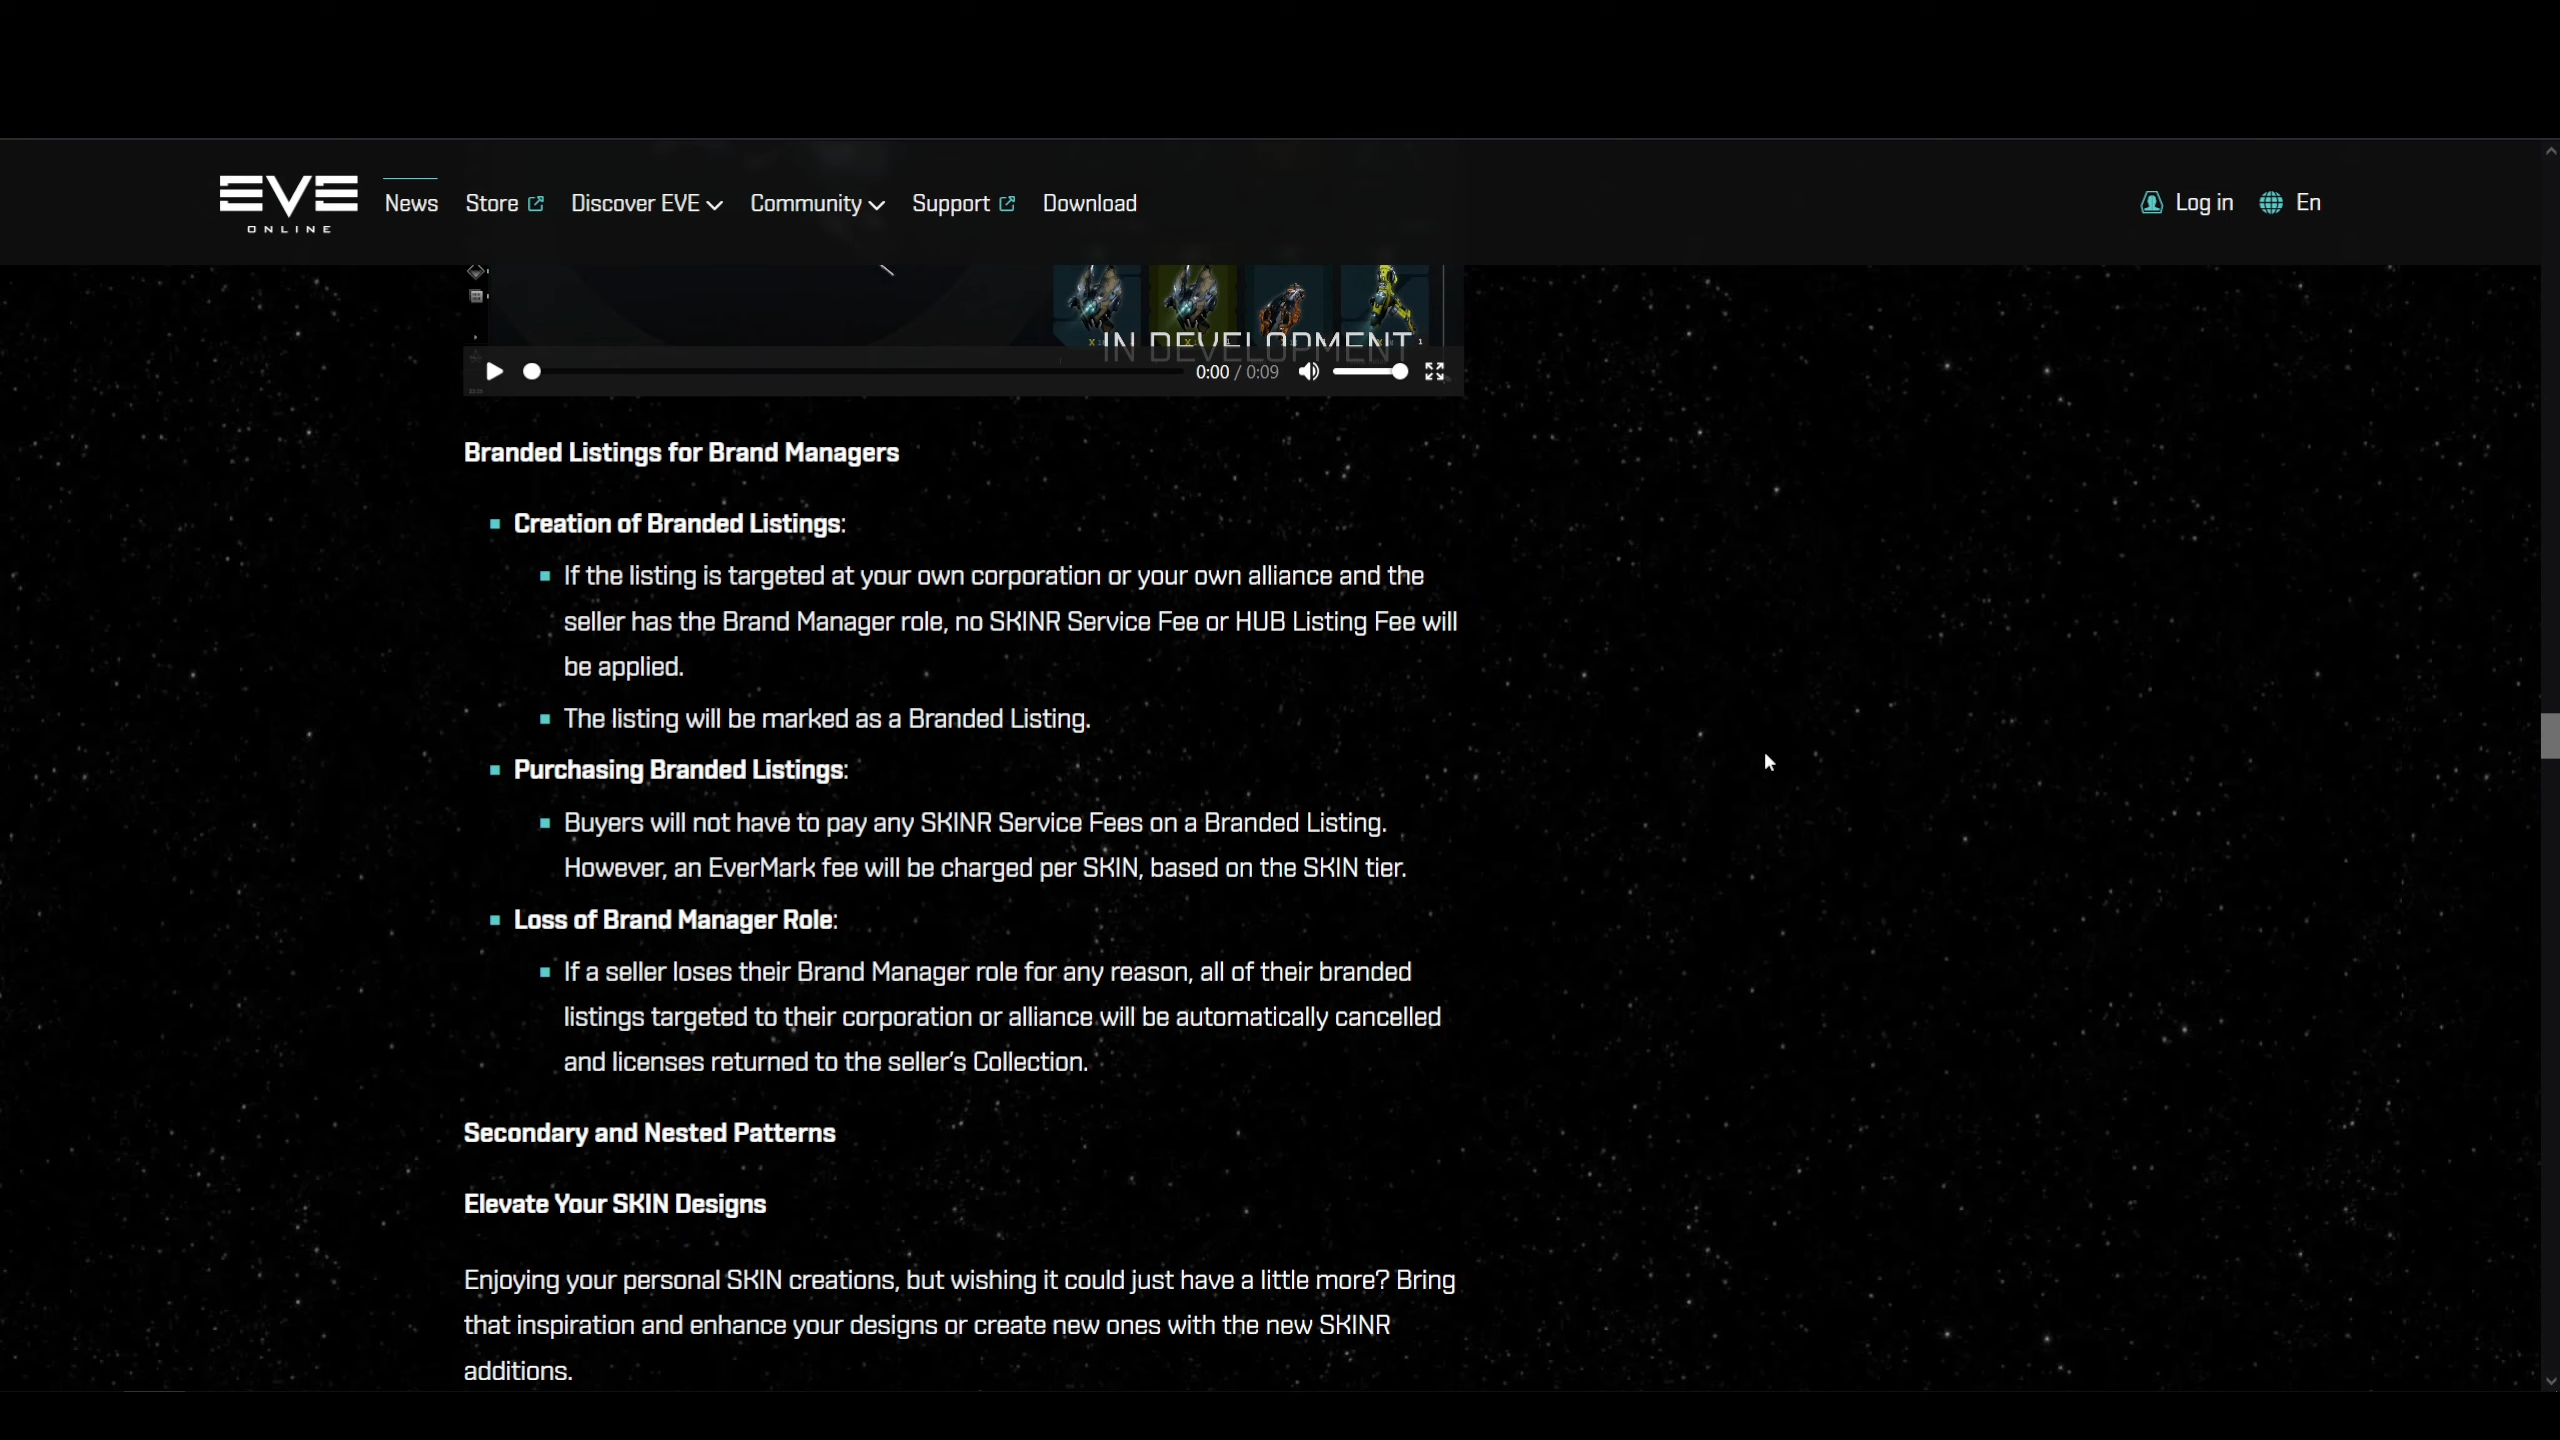 EVE
ONLINE
News
Store
Discover EVE
Community
Support
Download
Log in
En
IN DEVELOPMENT
0:00 / 0:09
Branded Listings for Brand Managers
Creation of Branded Listings:
If the listing is targeted at your own corporation or your own alliance and the
seller has the Brand Manager role, no SKINR Service Fee or HUB Listing Fee will
be applied.
The listing will be marked as a Branded Listing.
Purchasing Branded Listings:
Buyers will not have to pay any SKINR Service Fees on a Branded Listing.
However, an EverMark fee will be charged per SKIN, based on the SKIN tier.
Loss of Brand Manager Role:
If a seller loses their Brand Manager role for any reason, all of their branded
listings targeted to their corporation or alliance will be automatically cancelled
and licenses returned to the seller’s Collection.
Secondary and Nested Patterns
Elevate Your SKIN Designs
Enjoying your personal SKIN creations, but wishing it could just have a little more? Bring
that inspiration and enhance your designs or create new ones with the new SKINR
additions.